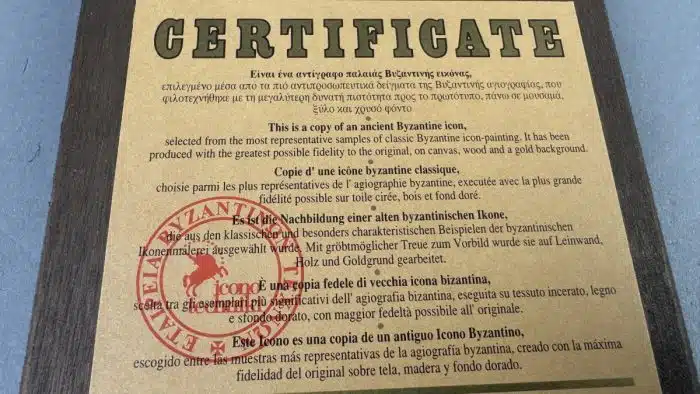 CERTIFICATE
Είναι ένα αντίγραφο παλαιάς Βυζαντινής εικόνας,
επιλεγμένο μέσα απο τα πιό αντιπροσωπευτικά δείγματα της Βυζαντινής αγιογραφίας, που
φιλοτεχνήθηκε με τη μεγαλύτερη δυνατή πιστότητα προς το πρωτότυπο, πάνω σε μουσαμά,
ξύλο και χρυσό φόντο
This is a copy of an ancient Byzantine icon,
selected from the most representative samples of classic Byzantine icon-painting. It has been
produced with the greatest possible fidelity to the original, on canvas, wood and a gold background.
Copie d' une icône byzantine classique,
choisie parmi les plus représentatives de l' agiographie byzantine, executée avec la plus grande
fidélité possible sur toile cirée, bois et fond doré.
Es ist die Nachbildung einer alten byzantinischen Ikone,
die aus den klassischen und besonders charakteristischen Beispielen der byzantinischen
Ikonenmalerei ausgewählt wurde. Mit gröbtmöglicher Treue zum Vorbild wurde sie auf Leinwand,
Holz und Goldgrund gearbeitet.
È una copia fedele di vecchia icona bizantina,
scelta tra gli esemplari più significativi dell' agiografia bizantina, eseguita su tessuto incerato, legno
e sfondo dorato, con maggior fedeltà possibile all' originale.
Este Icono es una copia de un antiguo Icono Byzantino,
escogido entre las muestras más representativas de la agiografía byzantina, creado con la máxima
fidelidad del original sobre tela, madera y fondo dorado.
ΕΤΑΙΡΕΙΑ ΒΥΖΑΝΤΙΝΗΣ
icono